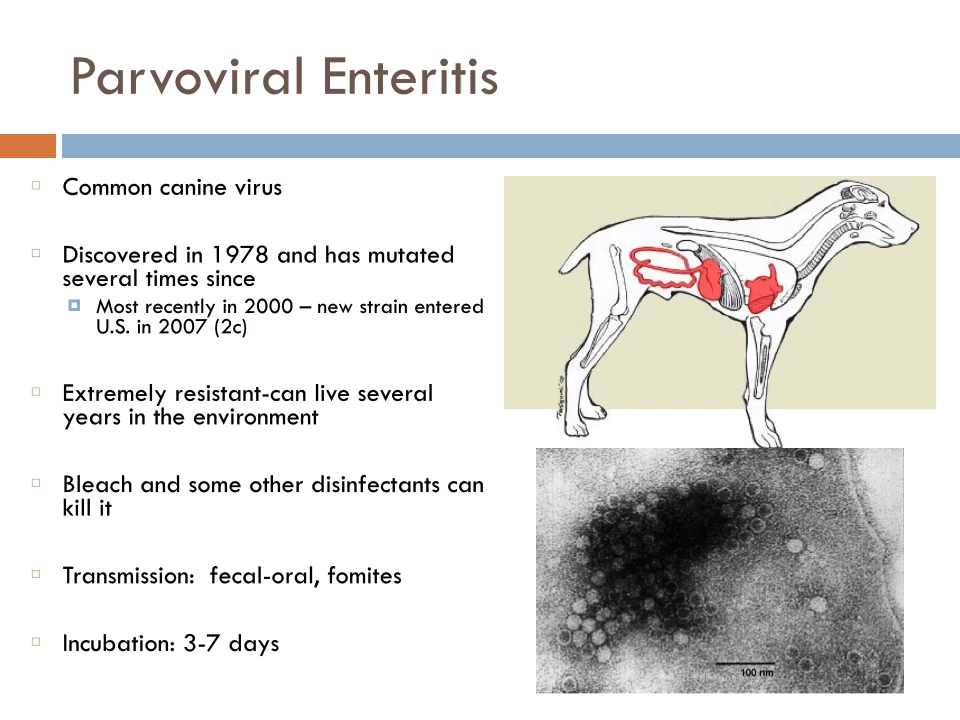 Parvoviral Enteritis
Common canine virus
Discovered in 1978 and has mutated
several times since
Most recently in 2000 – new strain entered
U.S. in 2007 (2c)
Extremely resistant-can live several
years in the environment
Bleach and some other disinfectants can
kill it
Transmission:  fecal-oral, fomites
Incubation: 3-7 days
100 nm